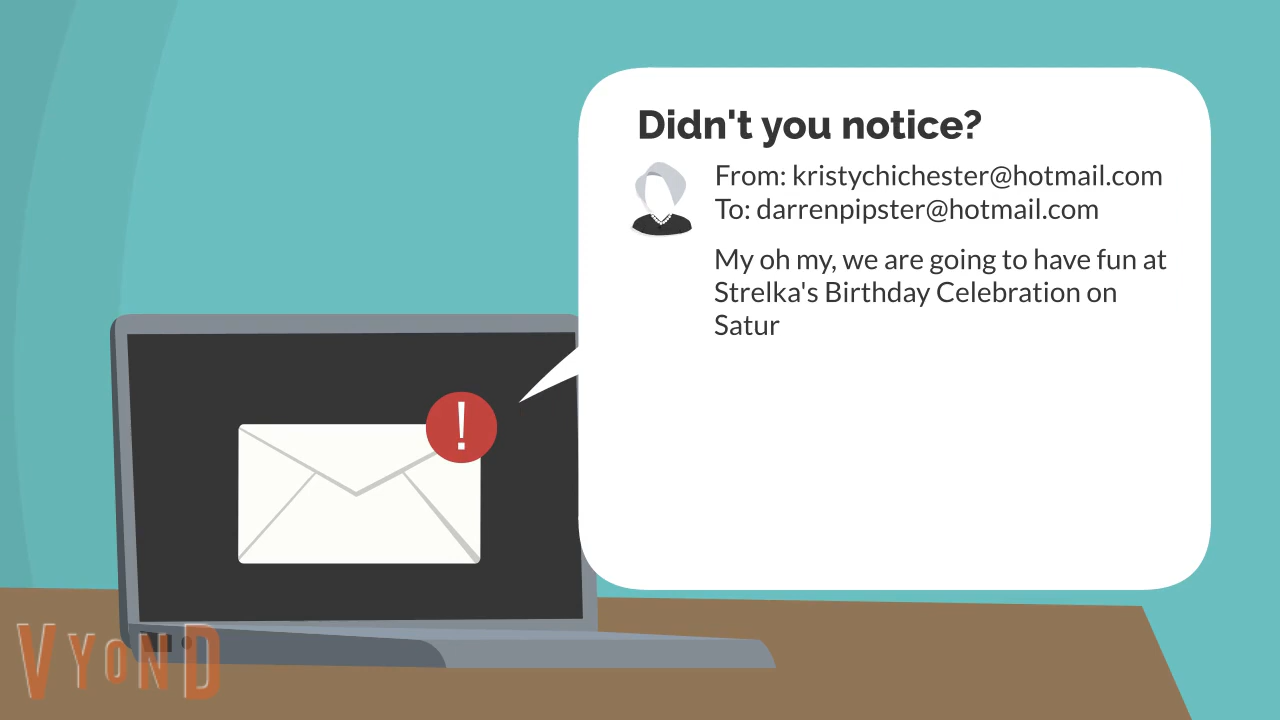 Didn't you notice?
From: kristychichester@hotmail.com
To: darrenpipster@hotmail.com
My oh my, we are going to have fun at
Strelka's Birthday Celebration on
Satur
!
VYOND